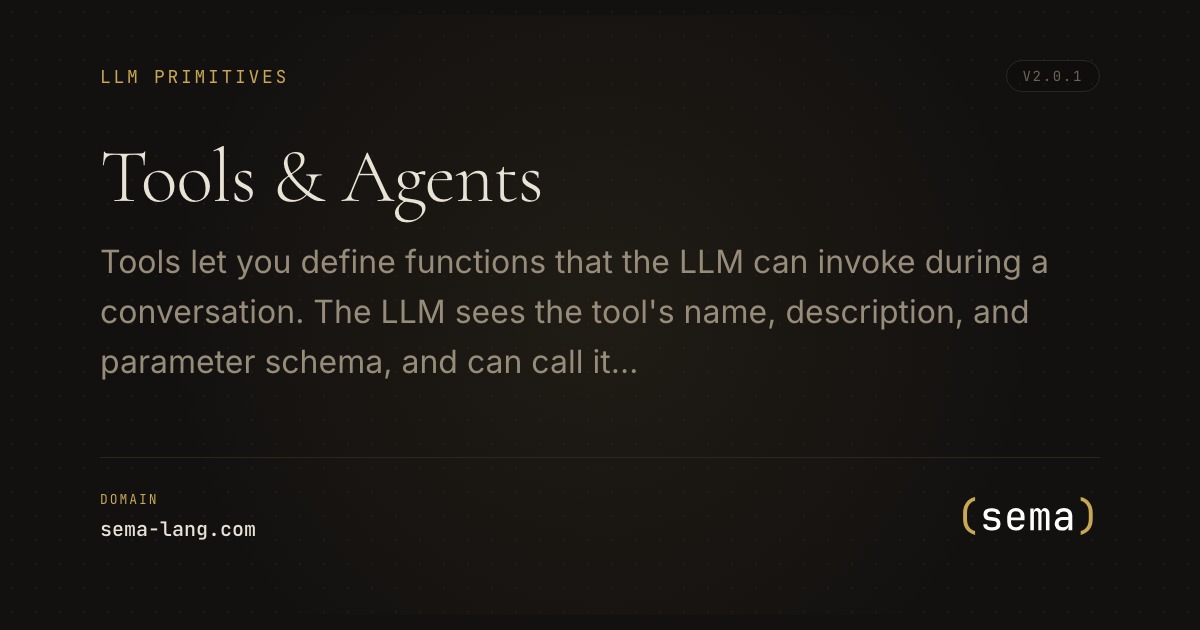 LLM PRIMITIVES
V2.0.1
Tools & Agents
Tools let you define functions that the LLM can invoke during a
conversation. The LLM sees the tool's name, description, and
parameter schema, and can call it...
DOMAIN
sema-lang.com
(sema)